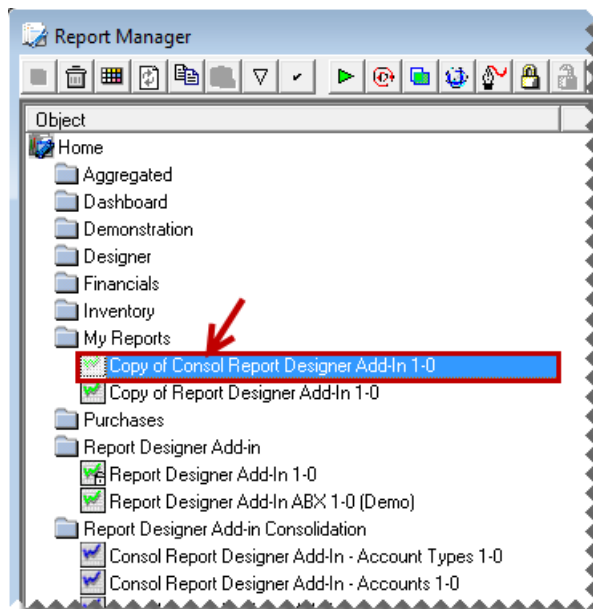 Report Manager
Object
Home
Aggregated
Dashboard
Demonstration
Designer
Financials
Inventory
My Reports
Copy of Consol Report Designer Add-In 1-0
Copy of Report Designer Add-In 1-0
Purchases
Report Designer Add-in
Report Designer Add-In 1-0
Report Designer Add-In ABX 1-0 (Demo)
Report Designer Add-in Consolidation
Consol Report Designer Add-In - Account Types 1-0
Consol Report Designer Add-In - Accounts 1-0